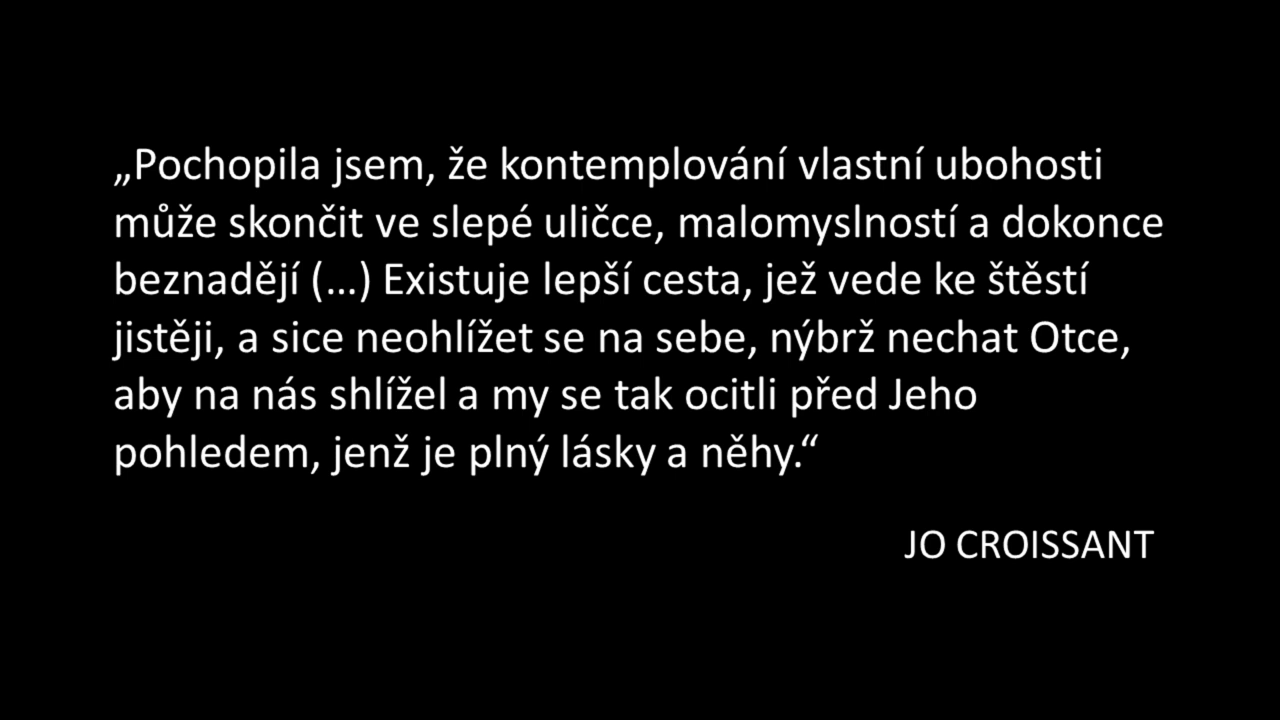 „Pochopila jsem, že kontemplování vlastní ubohosti
může skončit ve slepé uličce, malomyslností a dokonce
beznadějí (…) Existuje lepší cesta, jež vede ke štěstí
jistěji, a sice neohlížet se na sebe, nýbrž nechat Otce,
aby na nás shlížel a my se tak ocitli před Jeho
pohledem, jenž je plný lásky a něhy.“
JO CROISSANT